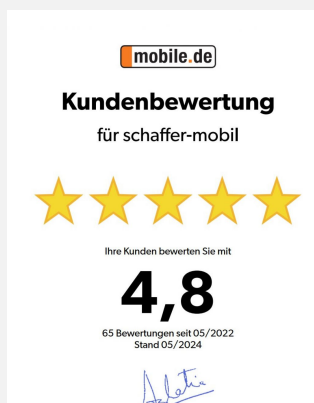 mobile.de
Kundenbewertung
für schaffer-mobil
Ihre Kunden bewerten Sie mit
4,8
65 Bewertungen seit 05/2022
Stand 05/2024